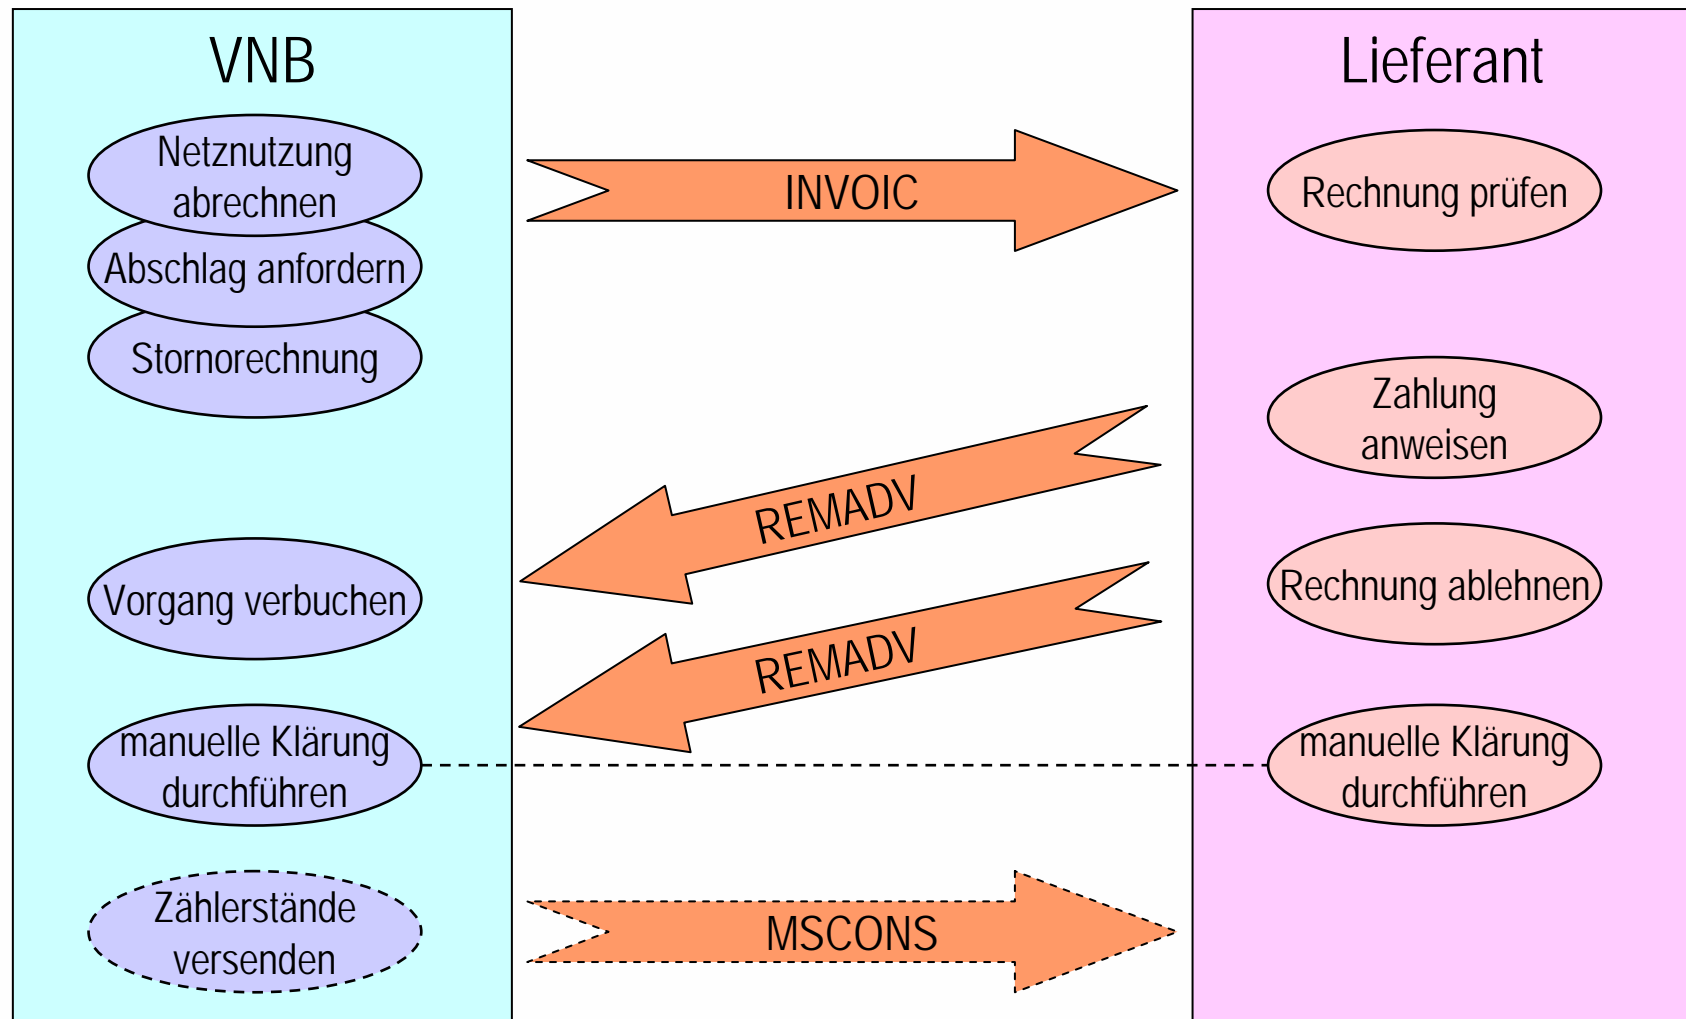 VNB
Netznutzung
abrechnen
Abschlag anfordern
Stornorechnung
Vorgang verbuchen
manuelle Klärung
durchführen
Zählerstände
versenden
INVOIC
REMADV
REMADV
MSCONS
Lieferant
Rechnung prüfen
Zahlung
anweisen
Rechnung ablehnen
manuelle Klärung
durchführen